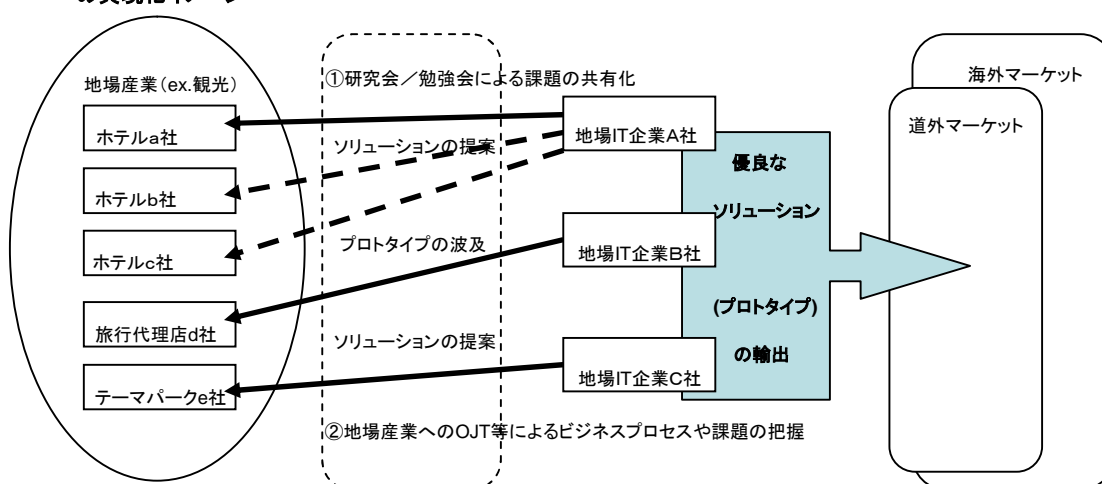 地場産業(ex.観光)
ホテルa社
ホテルb社
ホテルc社
旅行代理店d社
テーマパークe社
①研究会／勉強会による課題の共有化
ソリューションの提案
プロトタイプの波及
ソリューションの提案
②地場産業へのOJT等によるビジネスプロセスや課題の把握
地場IT企業A社
地場IT企業B社
地場IT企業C社
優良な
ソリューション
(プロトタイプ)
の輸出
海外マーケット
道外マーケット